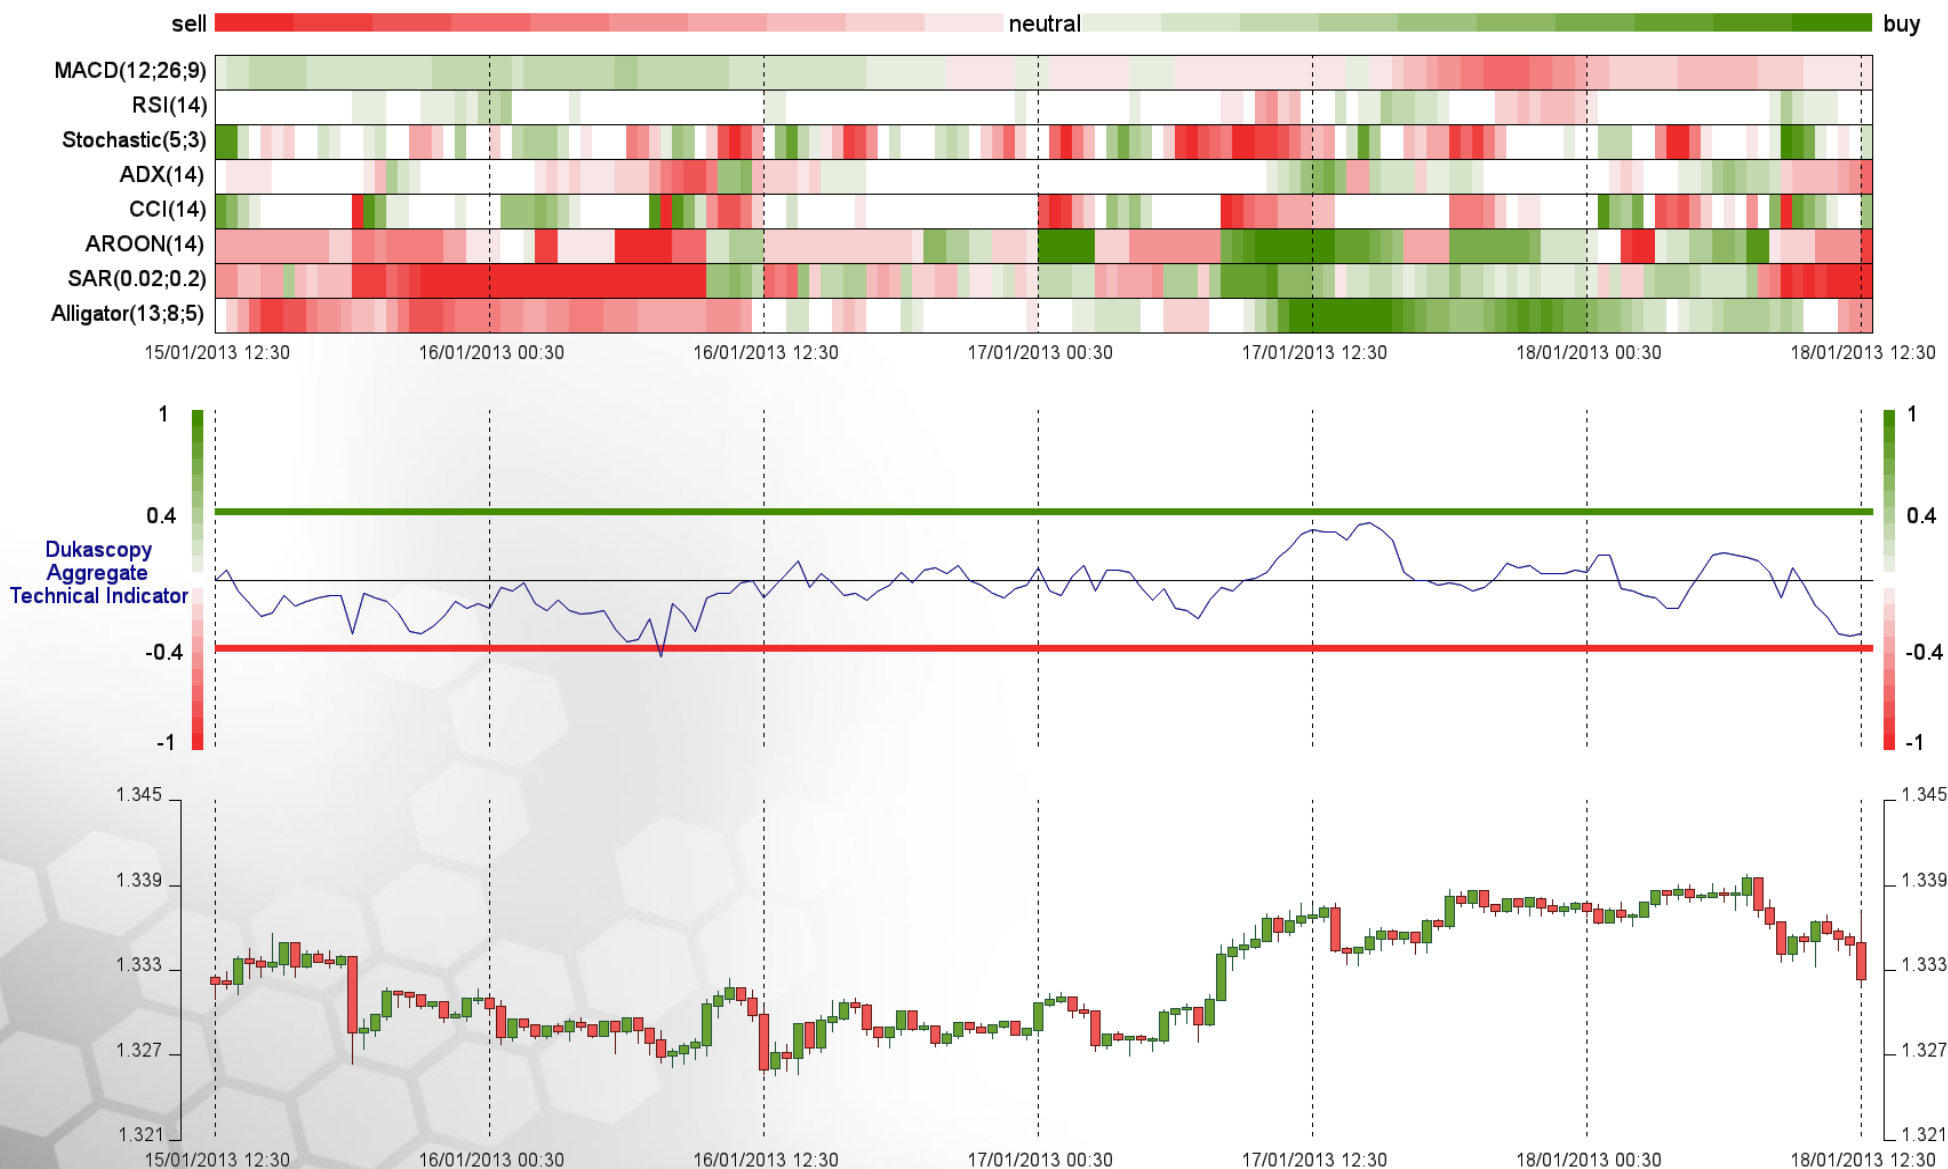 sell neutral buy
MACD(12;26;9)
RSI(14)
Stochastic(5;3)
ADX(14)
CCI(14)
AROON(14)
SAR(0.02;0.2)
Alligator(13;8;5)
15/01/2013 12:30 16/01/2013 00:30 16/01/2013 12:30 17/01/2013 00:30 17/01/2013 12:30 18/01/2013 00:30 18/01/2013 12:30
1 1
0.4 0.4
Dukascopy
Aggregate
Technical Indicator
-0.4 -0.4
-1 -1
1.345 1.345
1.339 1.339
1.333 1.333
1.327 1.327
1.321 1.321
15/01/2013 12:30 16/01/2013 00:30 16/01/2013 12:30 17/01/2013 00:30 17/01/2013 12:30 18/01/2013 00:30 18/01/2013 12:30